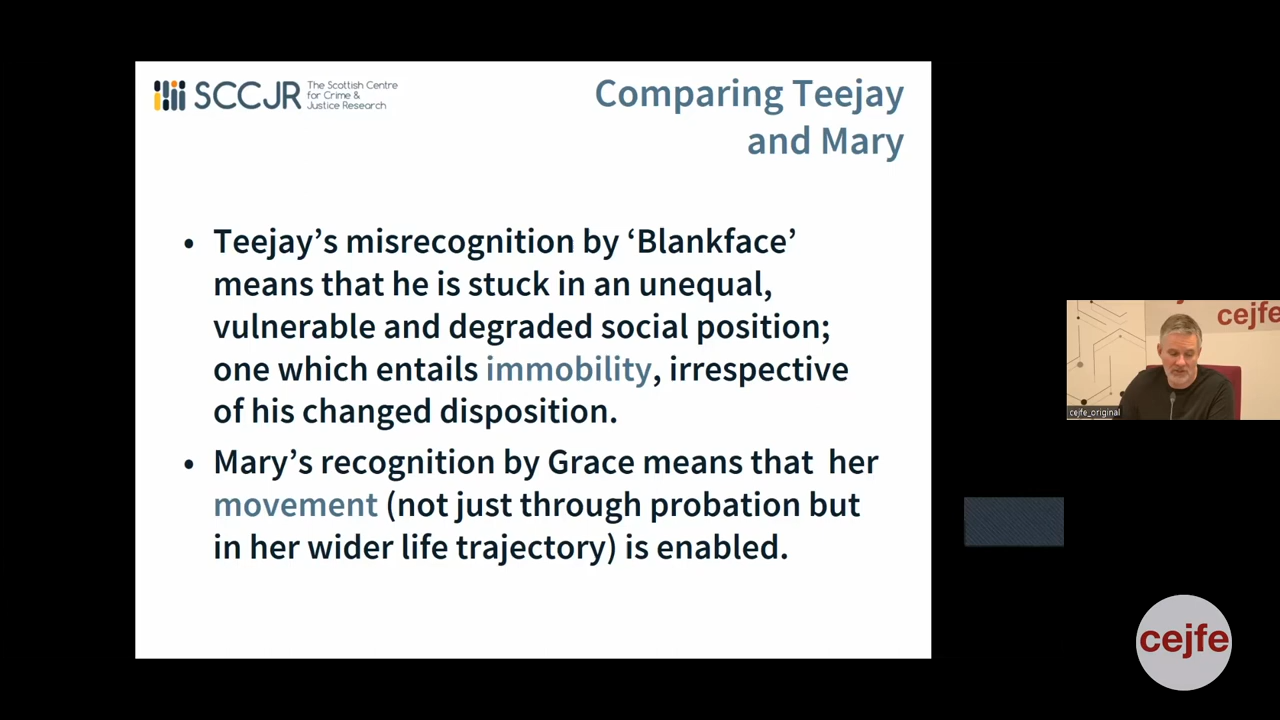 SCCJR
The Scottish Centre
for Crime &
Justice Research
Comparing Teejay
and Mary
• Teejay’s misrecognition by ‘Blankface’
means that he is stuck in an unequal,
vulnerable and degraded social position;
one which entails immobility, irrespective
of his changed disposition.
• Mary’s recognition by Grace means that her
movement (not just through probation but
in her wider life trajectory) is enabled.
cejfe
cejfe_original
cejfe